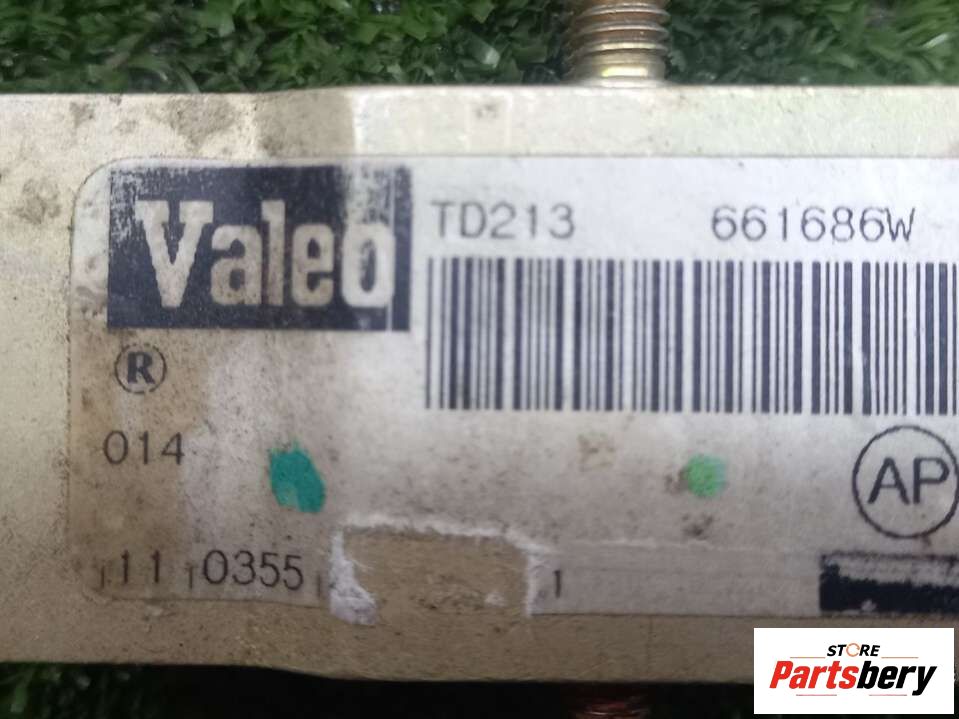 Valeo TD213 661686W
®
014
AP
11 0355 1
STORE
Partsbery